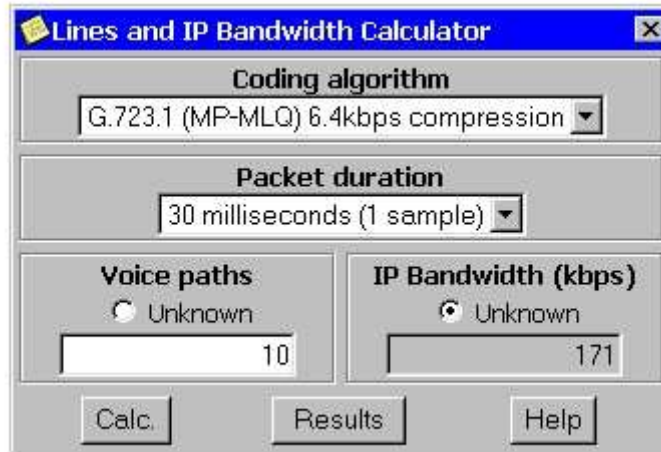 Lines and IP Bandwidth Calculator
Coding algorithm
G.723.1 (MP-MLQ) 6.4kbps compression
Packet duration
30 milliseconds (1 sample)
Voice paths
Unknown
10
IP Bandwidth (kbps)
Unknown
171
Calc. Results Help